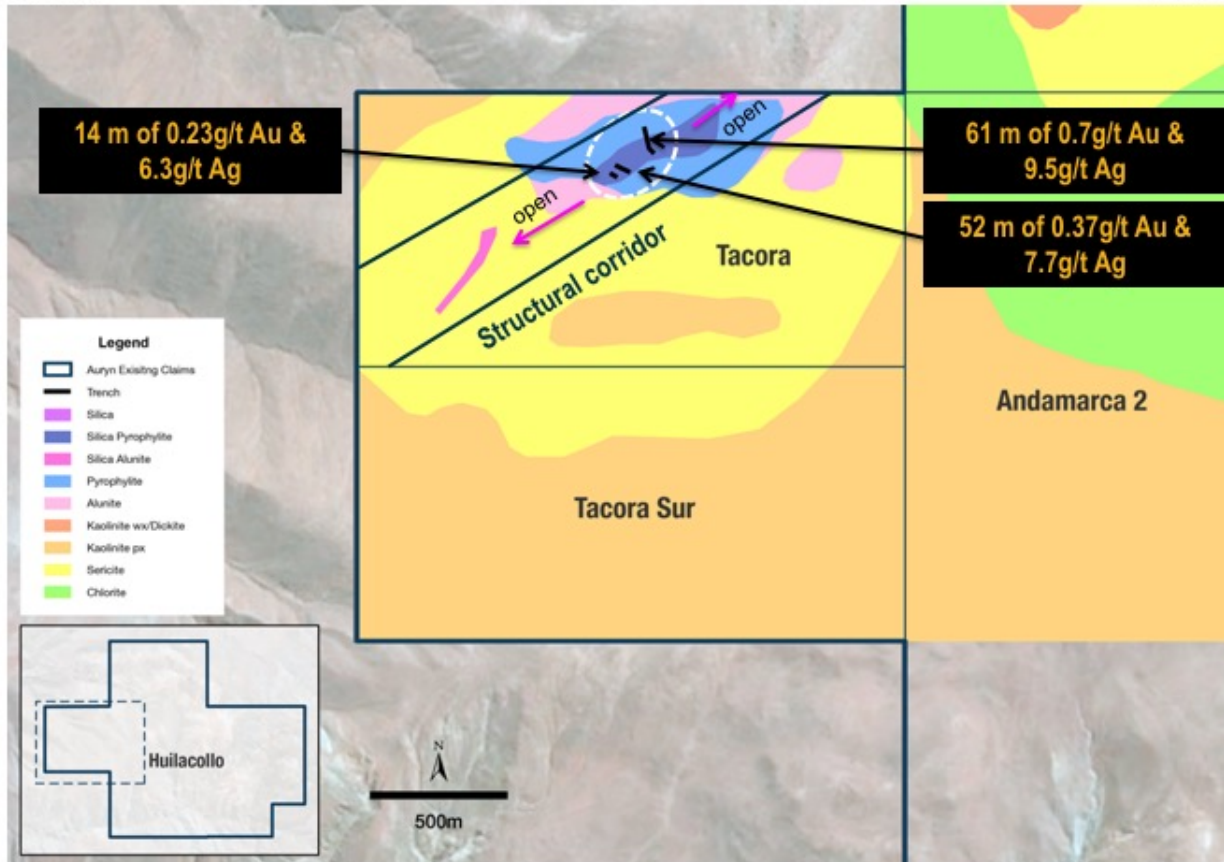 14 m of 0.23g/t Au &
6.3g/t Ag
open
61 m of 0.7g/t Au &
9.5g/t Ag
52 m of 0.37g/t Au &
7.7g/t Ag
open
Structural corridor
Tacora
Andamarca 2
Tacora Sur
Legend
Auryn Exisitng Claims
Trench
Silica
Silica Pyrophylite
Silica Alunite
Pyrophylite
Alunite
Kaolinite wx/Dickite
Kaolinite px
Sericite
Chlorite
Huilacollo
N
500m